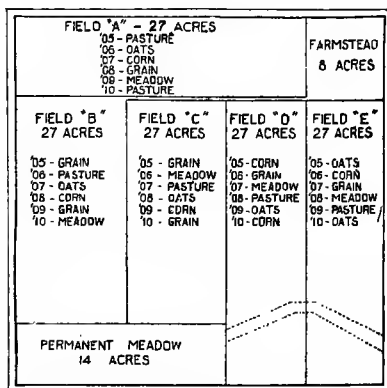 FIELD "A" - 27 ACRES
'05 - PASTURE
'06 - OATS
'07 - CORN
'08 - GRAIN
'09 - MEADOW
'10 - PASTURE
FARMSTEAD
8 ACRES
FIELD "B"
27 ACRES
'05 - GRAIN
'06 - PASTURE
'07 - OATS
'08 - CORN
'09 - GRAIN
'10 - MEADOW
FIELD "C"
27 ACRES
'05 - GRAIN
'06 - MEADOW
'07 - PASTURE
'08 - OATS
'09 - CORN
'10 - GRAIN
FIELD "D"
27 ACRES
'05 - CORN
'06 - GRAIN
'07 - MEADOW
'08 - PASTURE
'09 - OATS
'10 - CORN
FIELD "E"
27 ACRES
'05 - OATS
'06 - CORN
'07 - GRAIN
'08 - MEADOW
'09 - PASTURE
'10 - OATS
PERMANENT MEADOW
14 ACRES